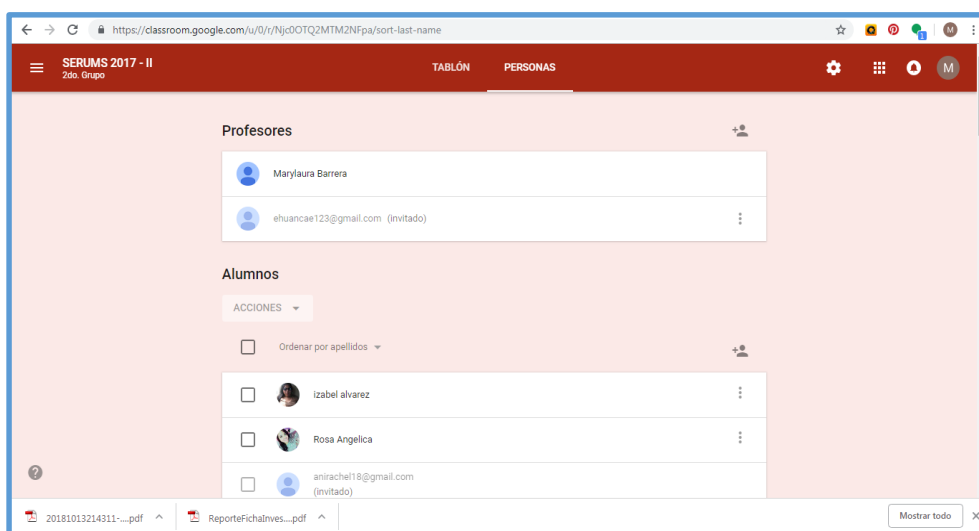 https://classroom.google.com/u/0/r/Njc0OTQ2MTM2NFpa/sort-last-name
M
SERUMS 2017 - II
2do. Grupo
TABLÓN
PERSONAS
M
Profesores
Marylaura Barrera
ehuancae123@gmail.com (invitado)
Alumnos
ACCIONES
Ordenar por apellidos
izabel alvarez
Rosa Angelica
anirachel18@gmail.com
(invitado)
20181013214311-....pdf
ReporteFichaInves....pdf
Mostrar todo